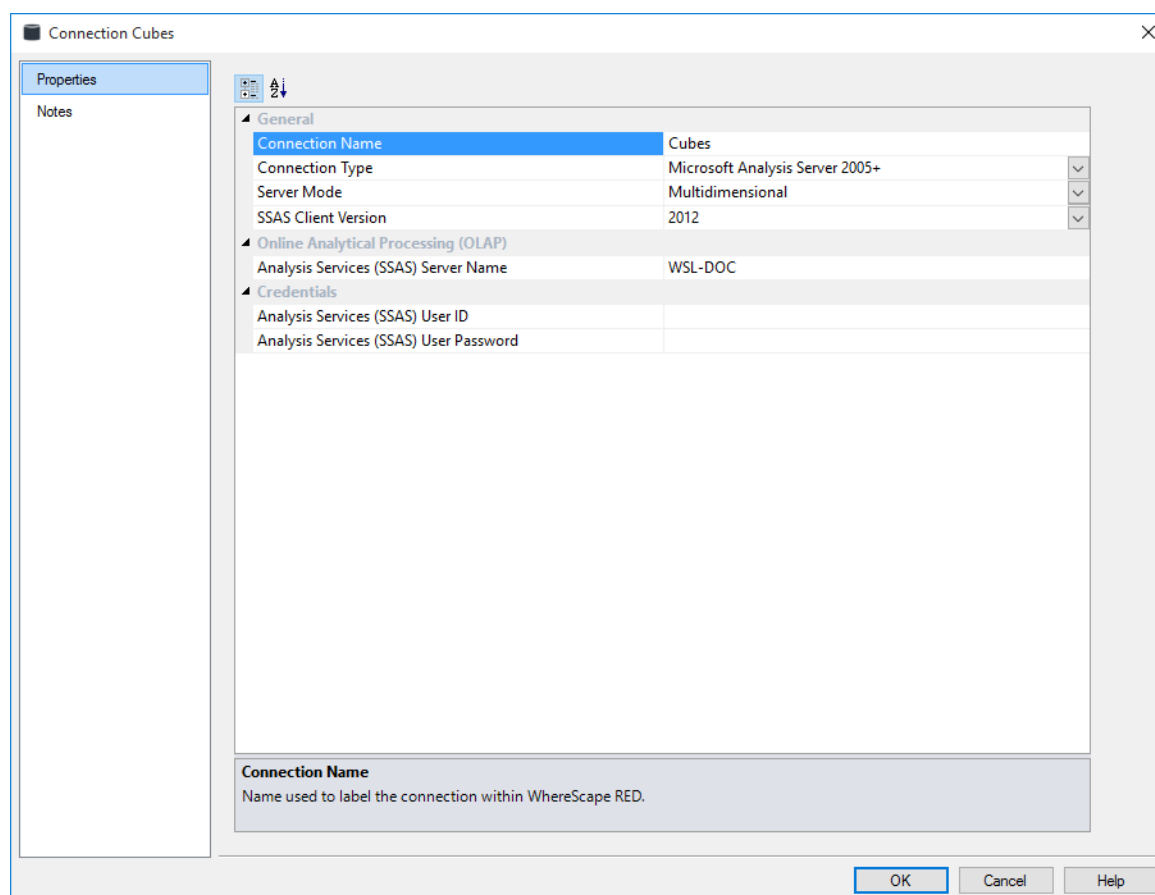 Connection Cubes
Properties
Notes
General
Connection Name Cubes
Connection Type Microsoft Analysis Server 2005+
Server Mode Multidimensional
SSAS Client Version 2012
Online Analytical Processing (OLAP)
Analysis Services (SSAS) Server Name WSL-DOC
Credentials
Analysis Services (SSAS) User ID
Analysis Services (SSAS) User Password
Connection Name
Name used to label the connection within WhereScape RED.
OK Cancel Help